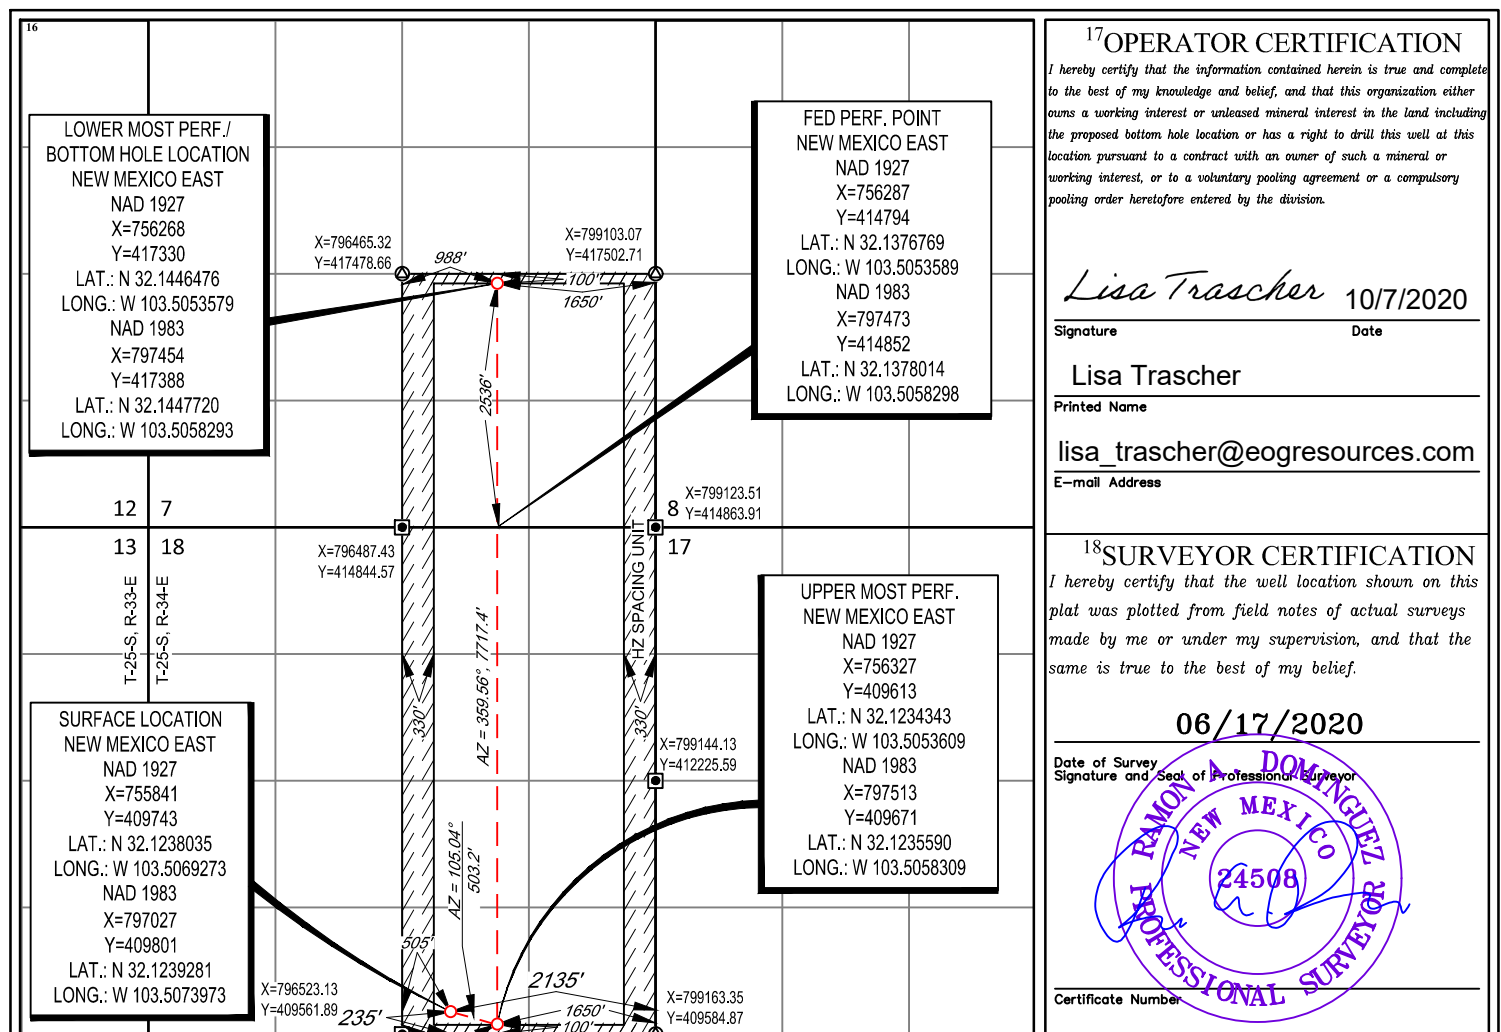 16
LOWER MOST PERF./
BOTTOM HOLE LOCATION
NEW MEXICO EAST
NAD 1927
X=756268
Y=417330
LAT.: N 32.1446476
LONG.: W 103.5053579
NAD 1983
X=797454
Y=417388
LAT.: N 32.1447720
LONG.: W 103.5058293
X=796465.32
Y=417478.66
988'
X=799103.07
Y=417502.71
100'
1650'
2536'
FED PERF. POINT
NEW MEXICO EAST
NAD 1927
X=756287
Y=414794
LAT.: N 32.1376769
LONG.: W 103.5053589
NAD 1983
X=797473
Y=414852
LAT.: N 32.1378014
LONG.: W 103.5058298
12 7
13 18
T-25-S, R-33-E
T-25-S, R-34-E
X=796487.43
Y=414844.57
8
17
X=799123.51
Y=414863.91
HZ SPACING UNIT
AZ = 359.56°, 7717.4'
330'
330'
UPPER MOST PERF.
NEW MEXICO EAST
NAD 1927
X=756327
Y=409613
LAT.: N 32.1234343
LONG.: W 103.5053609
NAD 1983
X=797513
Y=409671
LAT.: N 32.1235590
LONG.: W 103.5058309
X=799144.13
Y=412225.59
SURFACE LOCATION
NEW MEXICO EAST
NAD 1927
X=755841
Y=409743
LAT.: N 32.1238035
LONG.: W 103.5069273
NAD 1983
X=797027
Y=409801
LAT.: N 32.1239281
LONG.: W 103.5073973
AZ = 105.04°
503.2'
505'
X=796523.13
Y=409561.89
235'
2135'
1650'
100'
X=799163.35
Y=409584.87
17OPERATOR CERTIFICATION
I hereby certify that the information contained herein is true and complete
to the best of my knowledge and belief, and that this organization either
owns a working interest or unleased mineral interest in the land including
the proposed bottom hole location or has a right to drill this well at this
location pursuant to a contract with an owner of such a mineral or
working interest, or to a voluntary pooling agreement or a compulsory
pooling order heretofore entered by the division.
Lisa Trascher 10/7/2020
Signature Date
Lisa Trascher
Printed Name
lisa_trascher@eogresources.com
E-mail Address
18SURVEYOR CERTIFICATION
I hereby certify that the well location shown on this
plat was plotted from field notes of actual surveys
made by me or under my supervision, and that the
same is true to the best of my belief.
06/17/2020
Date of Survey
Signature and Seal of Professional Surveyor
RAMON A. DOMINGUEZ
NEW MEXICO
24508
PROFESSIONAL SURVEYOR
Certificate Number